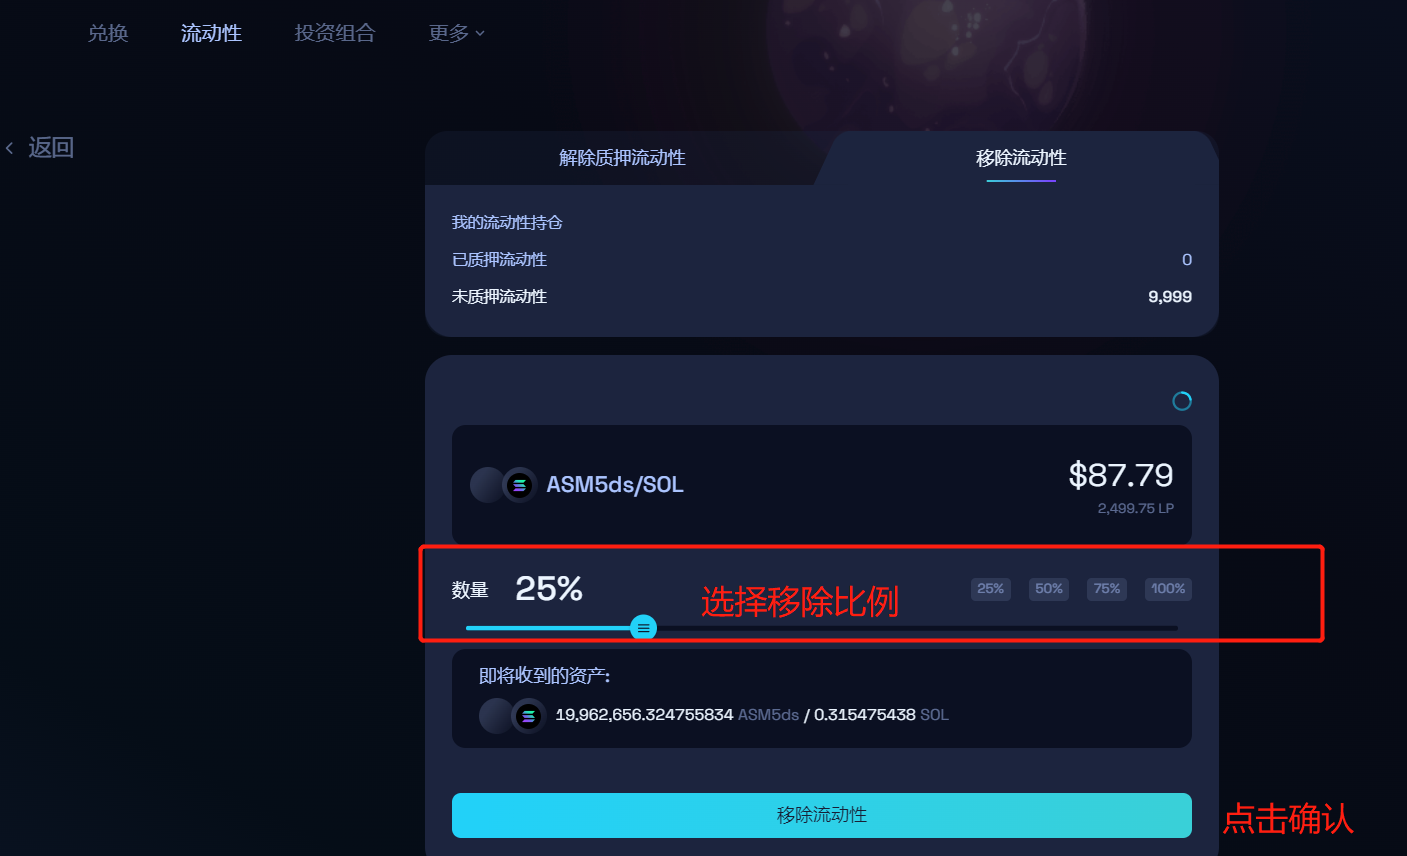 兑换 流动性 投资组合 更多
返回
解除质押流动性 移除流动性
我的流动性持仓
已质押流动性 0
未质押流动性 9,999
ASM5ds/SOL $87.79
2,499.75 LP
数量 25% 选择移除比例 25% 50% 75% 100%
即将收到的资产:
19,962,656.324755834 ASM5ds / 0.315475438 SOL
移除流动性 点击确认